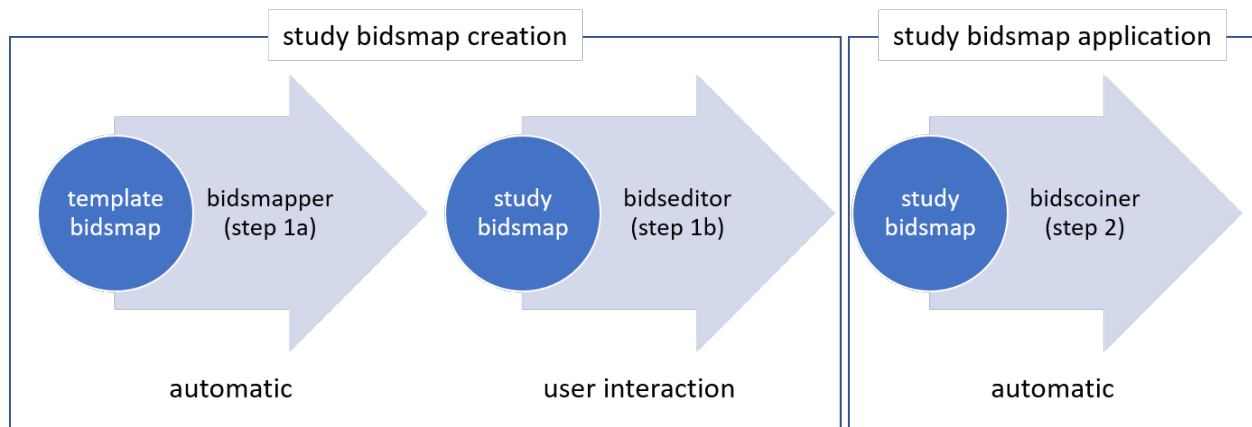 study bidsmap creation
study bidsmap application
template
bidsmap
bidsmapper
(step 1a)
study
bidsmap
bidseditor
(step 1b)
study
bidsmap
bidscoiner
(step 2)
automatic
user interaction
automatic